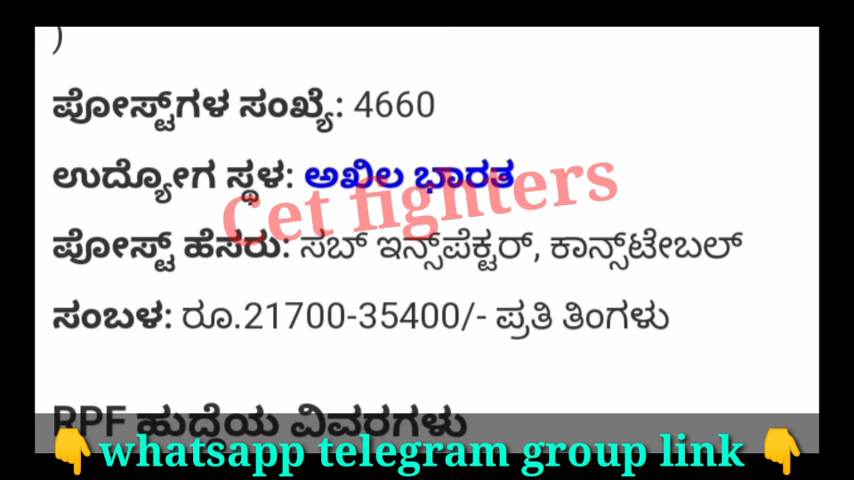 )
ಪೋಸ್ಟ್‌ಗಳ ಸಂಖ್ಯೆ: 4660
ಉದ್ಯೋಗ ಸ್ಥಳ: ಅಖಿಲ ಭಾರತ
Cet fighters
ಪೋಸ್ಟ್ ಹೆಸರು: ಸಬ್ ಇನ್ಸ್‌ಪೆಕ್ಟರ್, ಕಾನ್ಸ್‌ಟೇಬಲ್
ಸಂಬಳ: ರೂ.21700-35400/- ಪ್ರತಿ ತಿಂಗಳು
RPF ಹುದ್ದೆಯ ವಿವರಗಳು
👇whatsapp telegram group link 👇